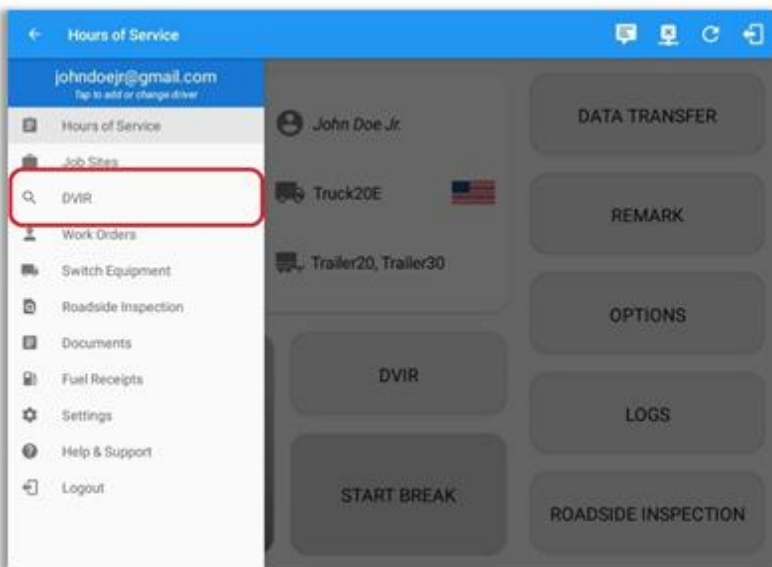 Hours of Service
johndoejr@gmail.com
Tap to add or change driver
Hours of Service
Job Sites
DVIR
Work Orders
Switch Equipment
Roadside Inspection
Documents
Fuel Receipts
Settings
Help & Support
Logout
John Doe Jr.
Truck20E
Trailer20, Trailer30
DVIR
START BREAK
DATA TRANSFER
REMARK
OPTIONS
LOGS
ROADSIDE INSPECTION